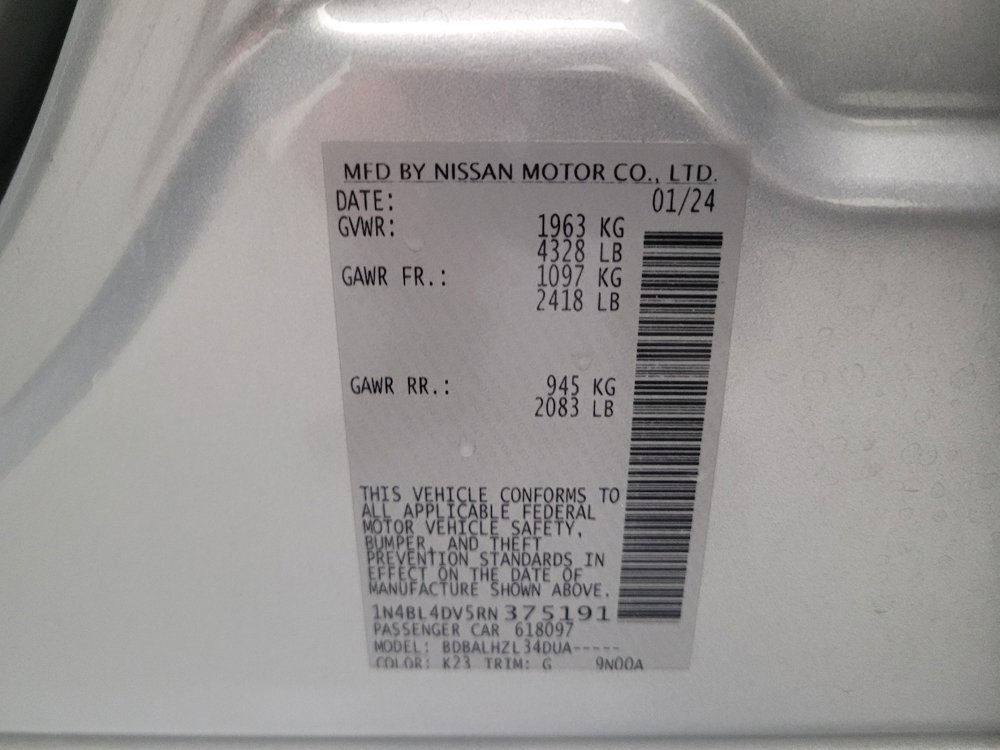 MFD BY NISSAN MOTOR CO., LTD.
DATE: 01/24
GVWR: 1963 KG
4328 LB
GAWR FR.: 1097 KG
2418 LB
GAWR RR.: 945 KG
2083 LB
THIS VEHICLE CONFORMS TO
ALL APPLICABLE FEDERAL
MOTOR VEHICLE SAFETY,
BUMPER, AND THEFT
PREVENTION STANDARDS IN
EFFECT ON THE DATE OF
MANUFACTURE SHOWN ABOVE.
1N4BL4DV5RN375191
PASSENGER CAR 618097
MODEL: BDBALHZL34DUA-----
COLOR: K23 TRIM: G 9N00A